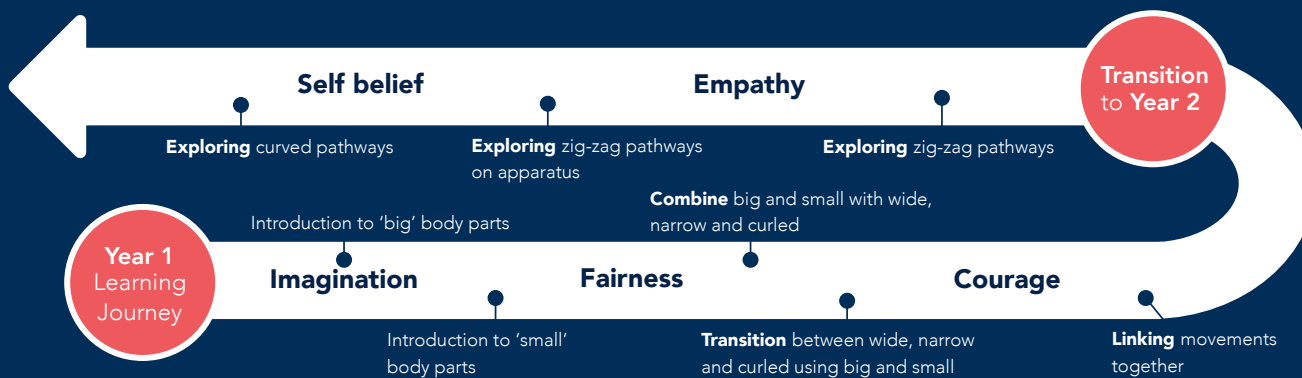 Self belief
Empathy
Transition
to Year 2
Exploring curved pathways
Exploring zig-zag pathways
on apparatus
Exploring zig-zag pathways
Combine big and small with wide,
narrow and curled
Introduction to ‘big’ body parts
Year 1
Learning
Journey
Imagination
Fairness
Courage
Introduction to ‘small’
body parts
Transition between wide, narrow
and curled using big and small
Linking movements
together